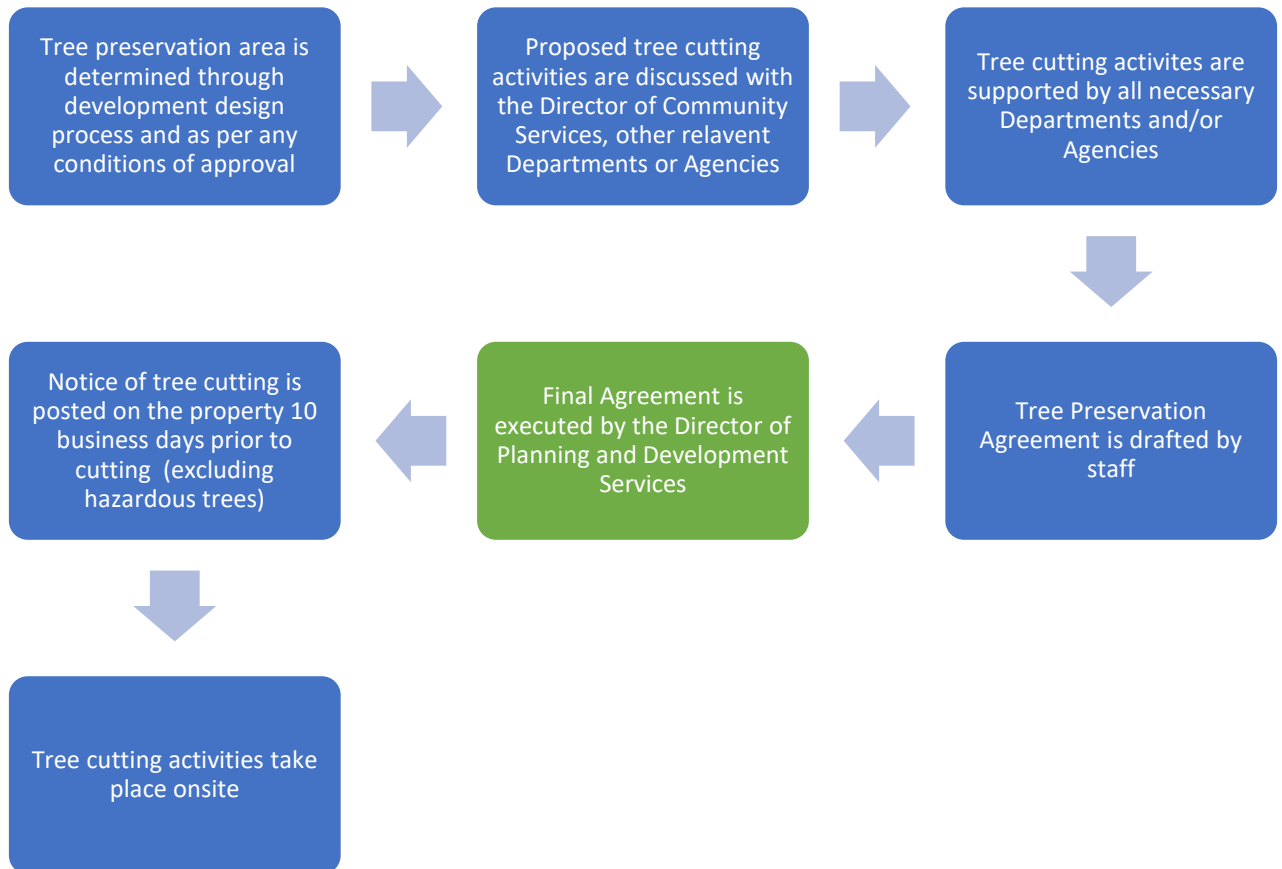 Tree preservation area is
determined through
development design
process and as per any
conditions of approval
Proposed tree cutting
activities are discussed with
the Director of Community
Services, other relavent
Departments or Agencies
Tree cutting activites are
supported by all necessary
Departments and/or
Agencies
Tree Preservation
Agreement is drafted by
staff
Final Agreement is
executed by the Director of
Planning and Development
Services
Notice of tree cutting is
posted on the property 10
business days prior to
cutting (excluding
hazardous trees)
Tree cutting activities take
place onsite